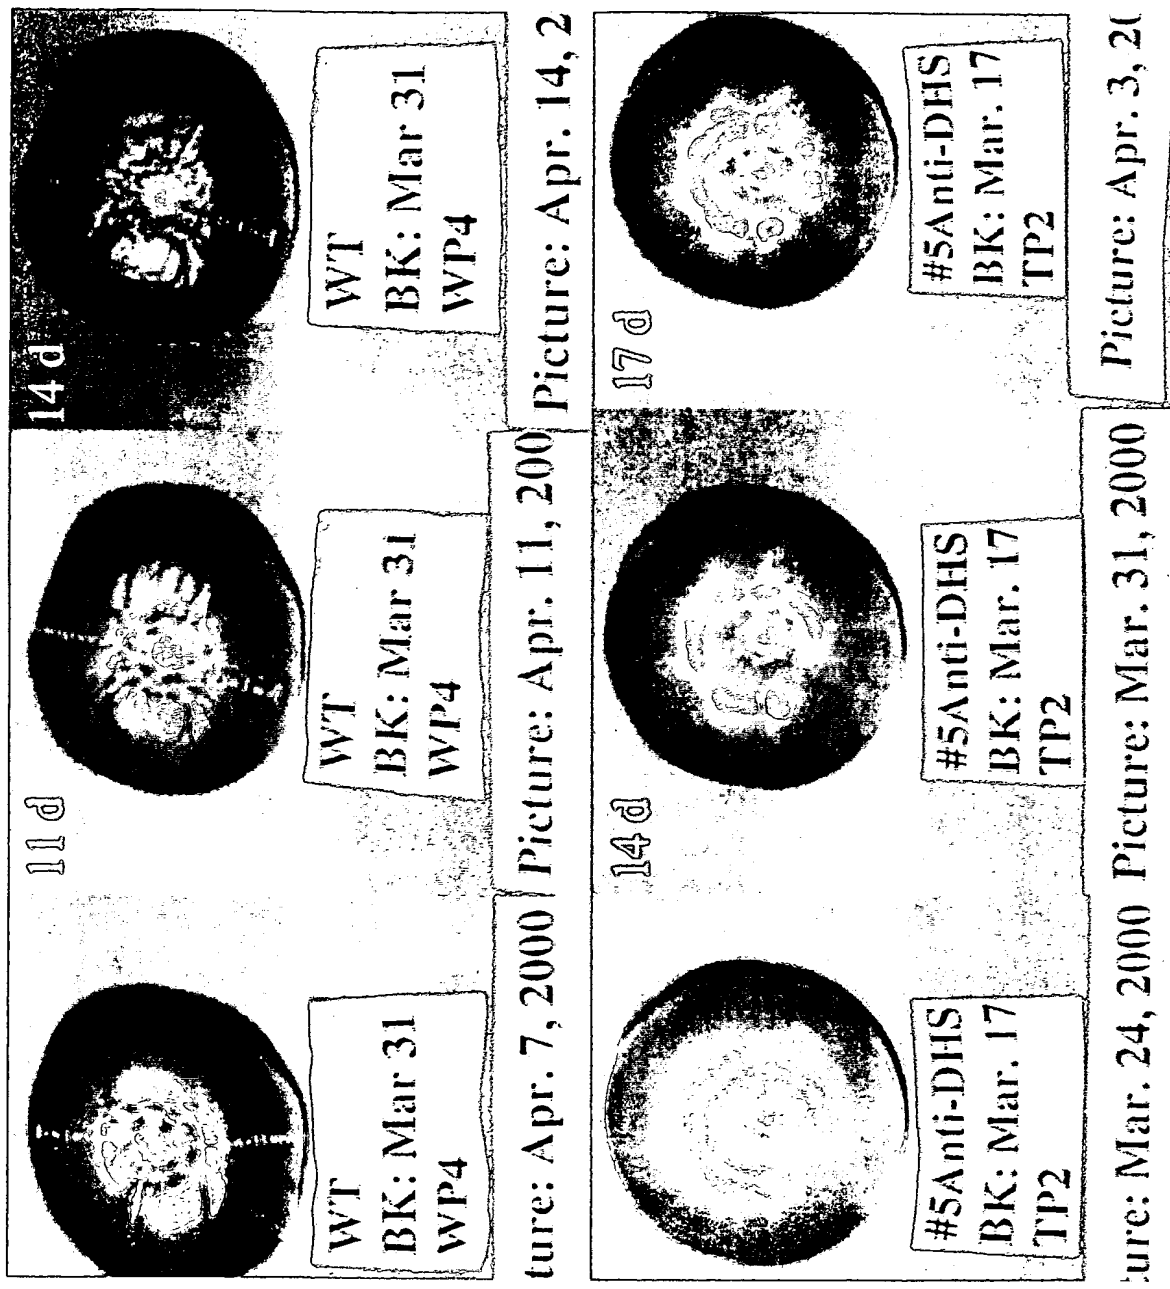 WT
BK: Mar 31
WP4
ture: Apr. 7, 2000
11 d
WT
BK: Mar 31
WP4
Picture: Apr. 11, 200
14 d
WT
BK: Mar 31
WP4
Picture: Apr. 14, 2
#5Anti-DHS
BK: Mar. 17
TP2
ture: Mar. 24, 2000
14 d
#5Anti-DHS
BK: Mar. 17
TP2
Picture: Mar. 31, 2000
17 d
#5Anti-DHS
BK: Mar. 17
TP2
Picture: Apr. 3, 20